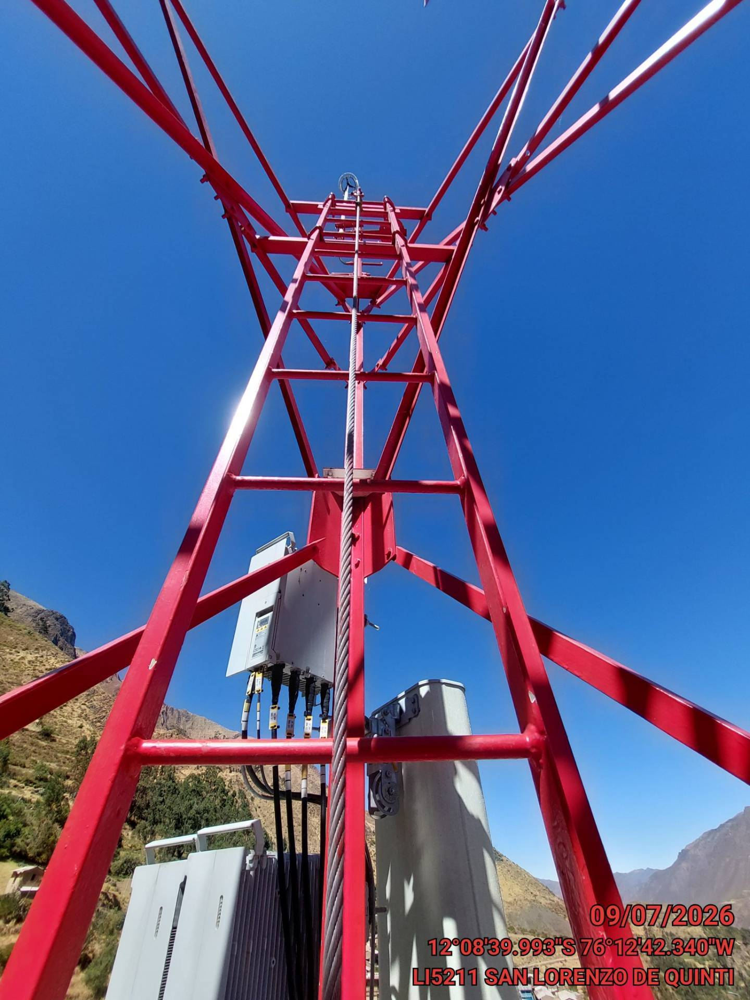 09/07/2026
12°08'39.993"S 76°12'42.340"W
LI5211 SAN LORENZO DE QUINTI